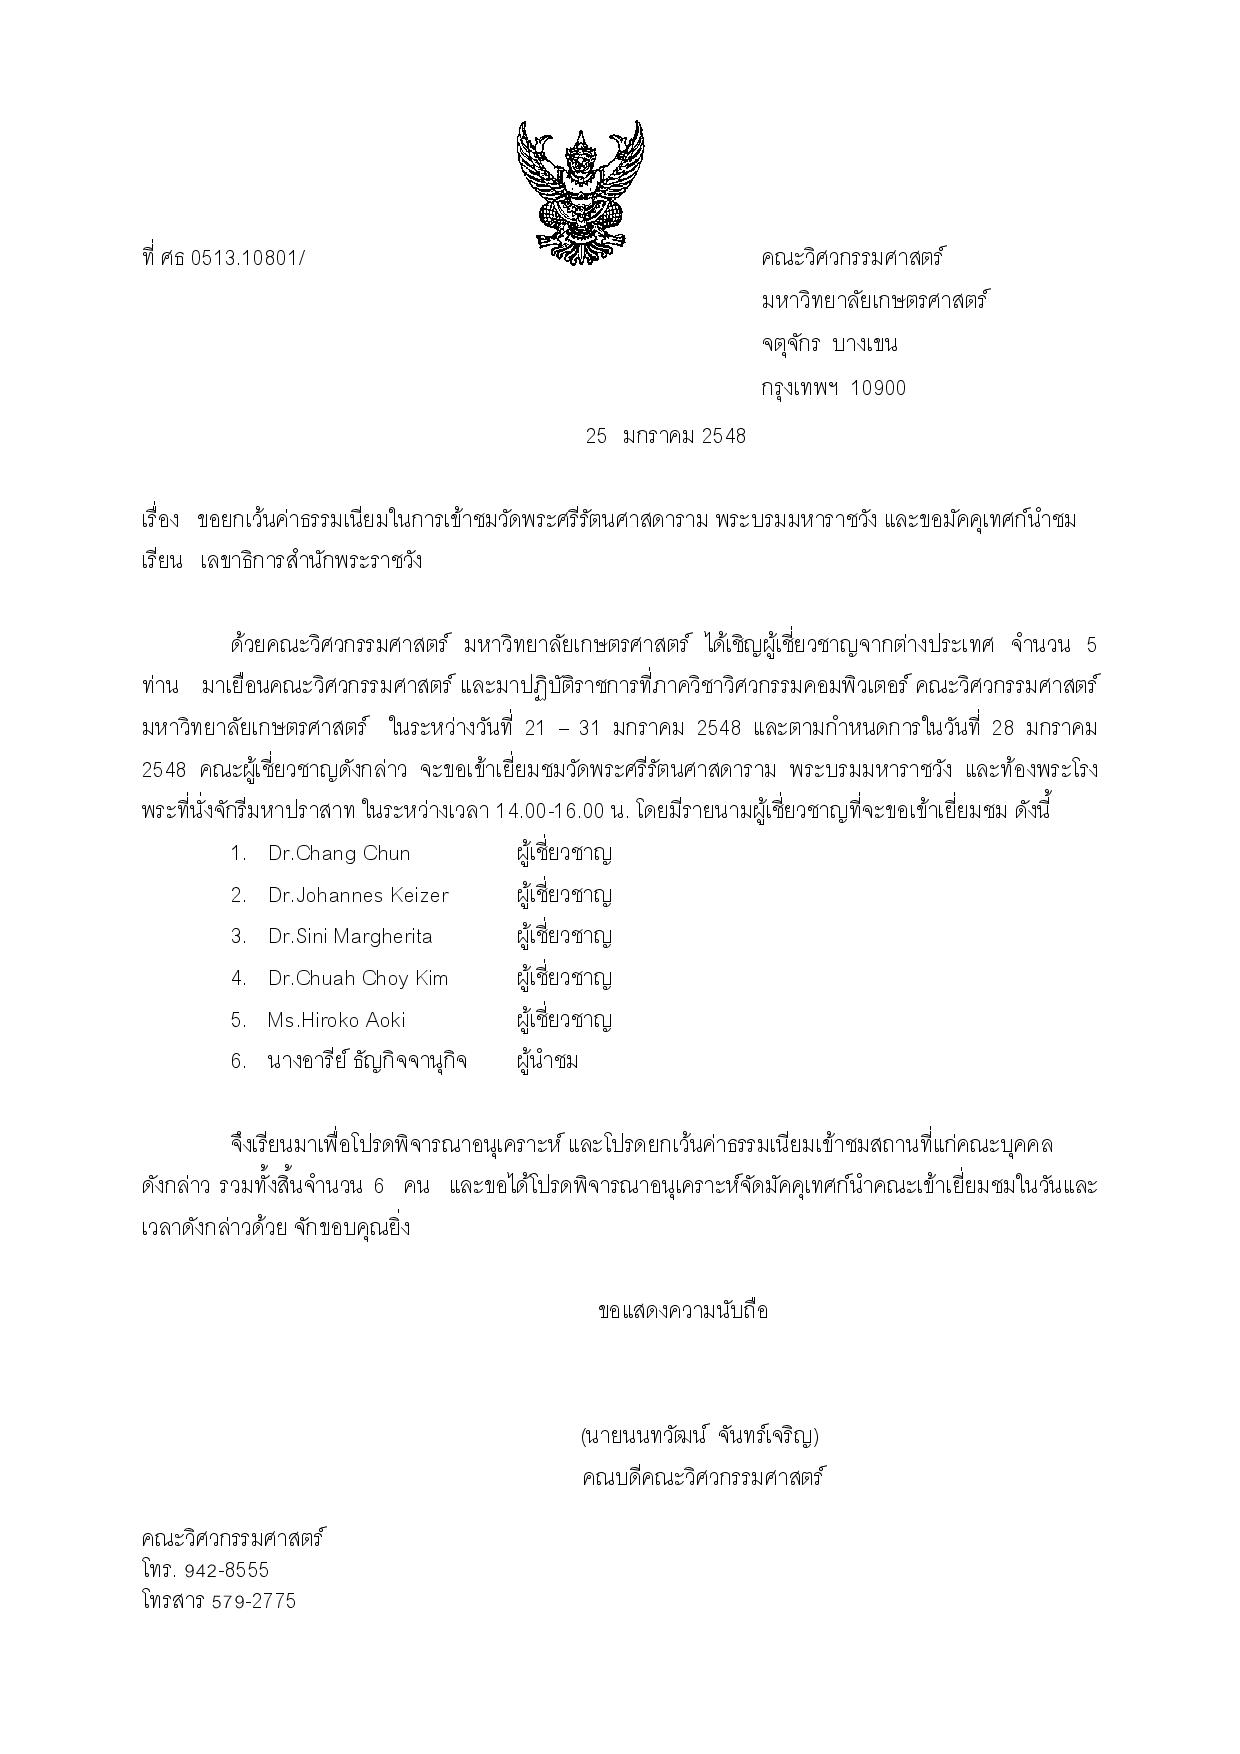 ที่ ศธ 0513.10801/
คณะวิศวกรรมศาสตร์
มหาวิทยาลัยเกษตรศาสตร์
จตุจักร บางเขน
กรุงเทพฯ 10900
25 มกราคม 2548
เรื่อง ขอยกเว้นค่าธรรมเนียมในการเข้าชมวัดพระศรีรัตนศาสดาราม พระบรมมหาราชวัง และขอมัคคุเทศก์นำชม
เรียน เลขาธิการสำนักพระราชวัง
ด้วยคณะวิศวกรรมศาสตร์ มหาวิทยาลัยเกษตรศาสตร์ ได้เชิญผู้เชี่ยวชาญจากต่างประเทศ จำนวน 5
ท่าน มาเยือนคณะวิศวกรรมศาสตร์ และมาปฏิบัติราชการที่ภาควิชาวิศวกรรมคอมพิวเตอร์ คณะวิศวกรรมศาสตร์
มหาวิทยาลัยเกษตรศาสตร์ ในระหว่างวันที่ 21 – 31 มกราคม 2548 และตามกำหนดการในวันที่ 28 มกราคม
2548 คณะผู้เชี่ยวชาญดังกล่าว จะขอเข้าเยี่ยมชมวัดพระศรีรัตนศาสดาราม พระบรมมหาราชวัง และท้องพระโรง
พระที่นั่งจักรีมหาปราสาท ในระหว่างเวลา 14.00-16.00 น. โดยมีรายนามผู้เชี่ยวชาญที่จะขอเข้าเยี่ยมชม ดังนี้
1. Dr.Chang Chun ผู้เชี่ยวชาญ
2. Dr.Johannes Keizer ผู้เชี่ยวชาญ
3. Dr.Sini Margherita ผู้เชี่ยวชาญ
4. Dr.Chuah Choy Kim ผู้เชี่ยวชาญ
5. Ms.Hiroko Aoki ผู้เชี่ยวชาญ
6. นางอารีย์ ธัญกิจจานุกิจ ผู้นำชม
จึงเรียนมาเพื่อโปรดพิจารณาอนุเคราะห์ และโปรดยกเว้นค่าธรรมเนียมเข้าชมสถานที่แก่คณะบุคคล
ดังกล่าว รวมทั้งสิ้นจำนวน 6 คน และขอได้โปรดพิจารณาอนุเคราะห์จัดมัคคุเทศก์นำคณะเข้าเยี่ยมชมในวันและ
เวลาดังกล่าวด้วย จักขอบคุณยิ่ง
ขอแสดงความนับถือ
(นายนนทวัฒน์ จันทร์เจริญ)
คณบดีคณะวิศวกรรมศาสตร์
คณะวิศวกรรมศาสตร์
โทร. 942-8555
โทรสาร 579-2775